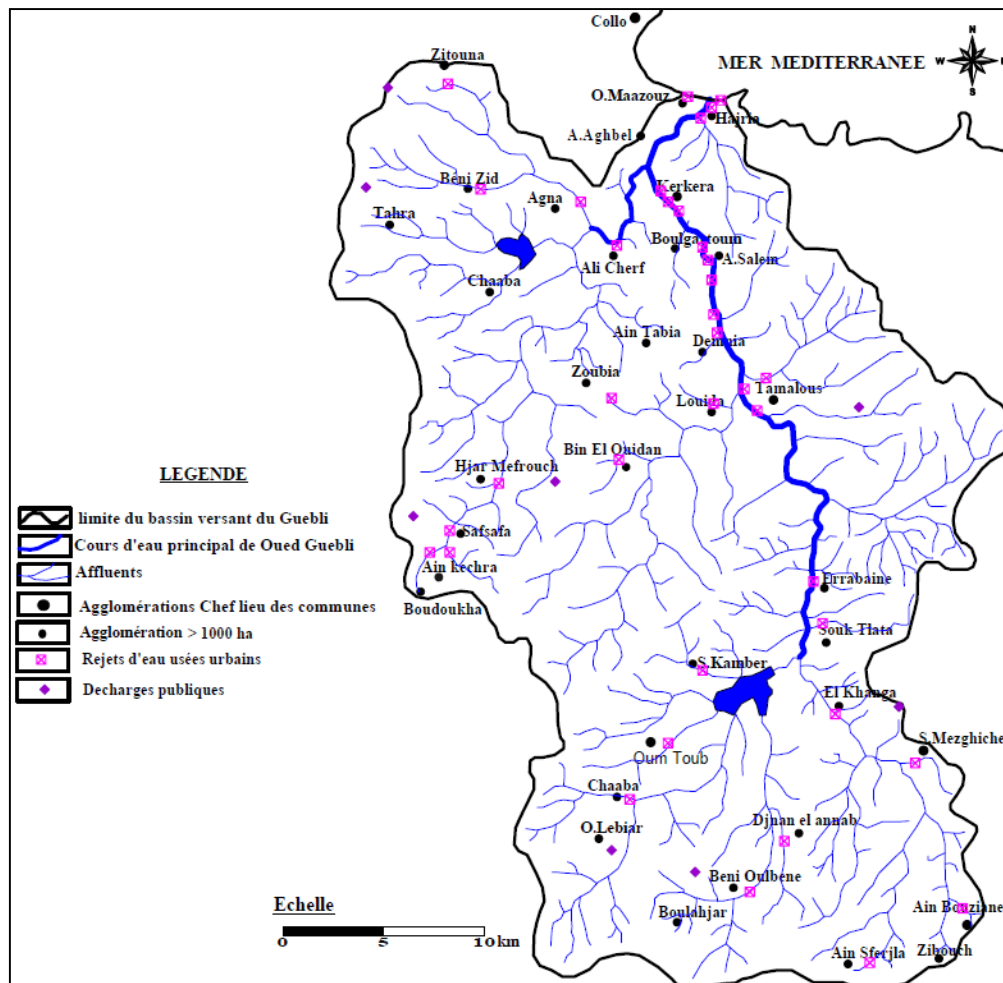 Collo
Zitouna
MER MEDITERRANEE
N
W
S
O.Maazouz
Hajria
A.Aghbel
Béni Zid
Kerkera
Agna
Tahra
Boulgartoum
A.Salem
Ali Cherf
Chaaba
Ain Tabia
Demnia
Zoubia
Tamalous
Louida
Bin El Ouidan
Hjar Mefrouch
LEGENDE
limite du bassin versant du Guebli
Safsafa
Cours d'eau principal de Oued Guebli
Affluents
Ain kechra
Errabaine
Boudoukha
Agglomérations Chef lieu des communes
Agglomération > 1000 ha
Souk Tlata
Rejets d'eau usées urbains
S.Kamber
Decharges publiques
El Khanga
S.Mezghiche
Oum Toub
Chaaba
Djnan el annab
O.Lebiar
Beni Oulbene
Echelle
Boulahjar
Ain Bouziane
0 5 10km
Ain Sferjla
Zibouch